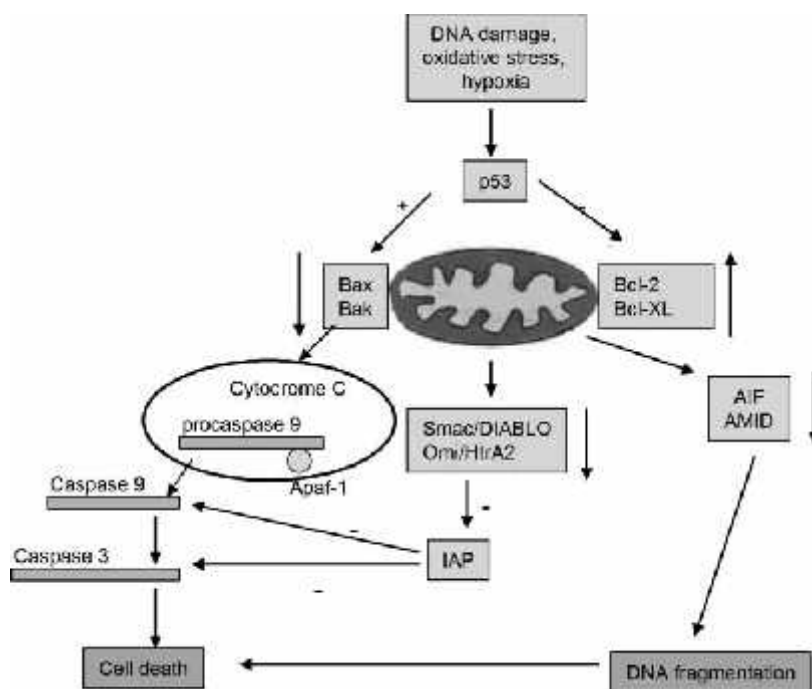 DNA damage,
oxidative stress,
hypoxia
p53
+
-
Bax
Bak
Bcl-2
Bcl-XL
Cytocrome C
procaspase 9
Apaf-1
Smac/DIABLO
Omi/HtrA2
AIF
AMID
-
Caspase 9
-
IAP
Caspase 3
-
Cell death
DNA fragmentation